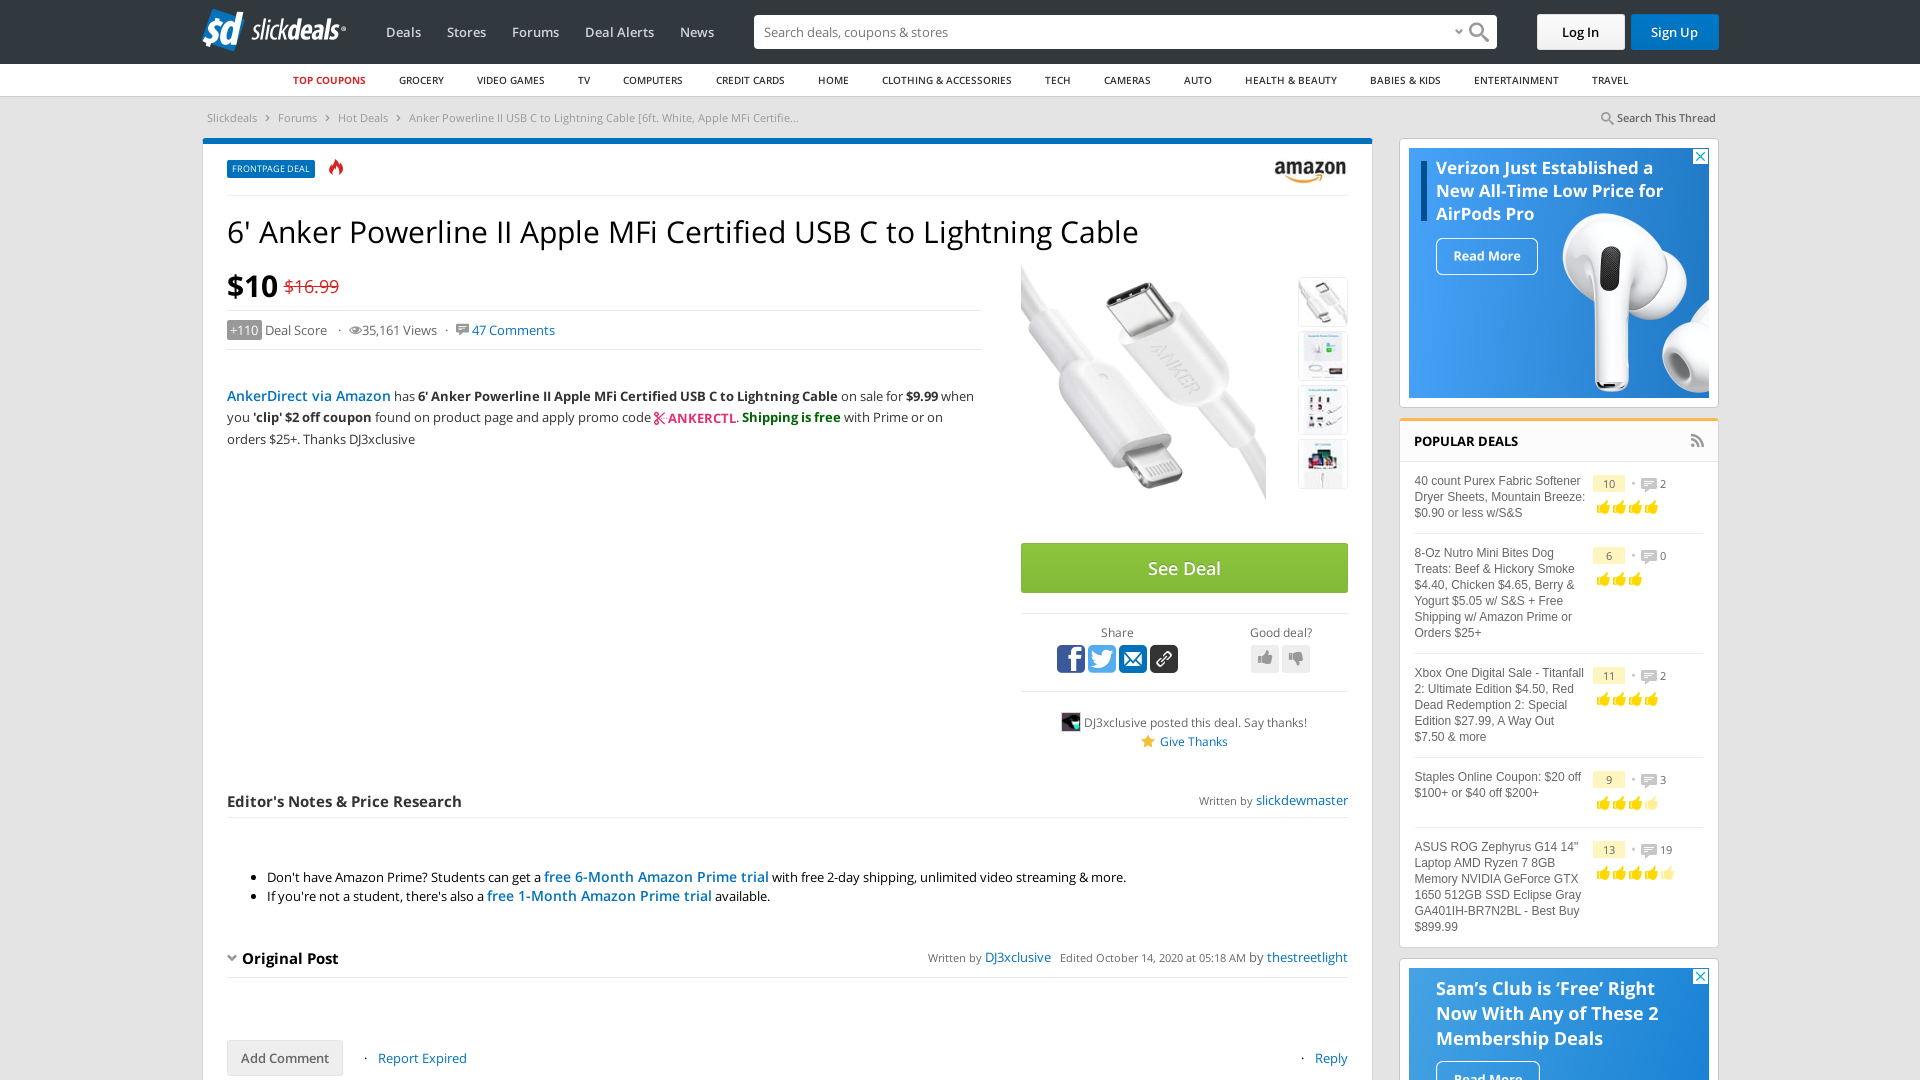 slickdeals
Deals
Stores
Forums
Deal Alerts
News
Search deals, coupons & stores
Log In
Sign Up
TOP COUPONS
GROCERY
VIDEO GAMES
TV
COMPUTERS
CREDIT CARDS
HOME
CLOTHING & ACCESSORIES
TECH
CAMERAS
AUTO
HEALTH & BEAUTY
BABIES & KIDS
ENTERTAINMENT
TRAVEL
Slickdeals
Forums
Hot Deals
Anker Powerline II USB C to Lightning Cable [6ft. White, Apple MFi Certifie...
Search This Thread
FRONTPAGE DEAL
amazon
6' Anker Powerline II Apple MFi Certified USB C to Lightning Cable
$10 $16.99
+110 Deal Score · 35,161 Views · 47 Comments
AnkerDirect via Amazon has 6' Anker Powerline II Apple MFi Certified USB C to Lightning Cable on sale for $9.99 when
you 'clip' $2 off coupon found on product page and apply promo code ANKERCTL. Shipping is free with Prime or on
orders $25+. Thanks DJ3xclusive
ANKER
See Deal
Share
Good deal?
DJ3xclusive posted this deal. Say thanks!
Give Thanks
Editor's Notes & Price Research
Written by slickdewmaster
• Don't have Amazon Prime? Students can get a free 6-Month Amazon Prime trial with free 2-day shipping, unlimited video streaming & more.
• If you're not a student, there's also a free 1-Month Amazon Prime trial available.
Original Post
Written by DJ3xclusive Edited October 14, 2020 at 05:18 AM by thestreetlight
Add Comment
· Report Expired
· Reply
Verizon Just Established a
New All-Time Low Price for
AirPods Pro
Read More
POPULAR DEALS
40 count Purex Fabric Softener
Dryer Sheets, Mountain Breeze:
$0.90 or less w/S&S
10 • 2
8-Oz Nutro Mini Bites Dog
Treats: Beef & Hickory Smoke
$4.40, Chicken $4.65, Berry &
Yogurt $5.05 w/ S&S + Free
Shipping w/ Amazon Prime or
Orders $25+
6 • 0
Xbox One Digital Sale - Titanfall
2: Ultimate Edition $4.50, Red
Dead Redemption 2: Special
Edition $27.99, A Way Out
$7.50 & more
11 • 2
Staples Online Coupon: $20 off
$100+ or $40 off $200+
9 • 3
ASUS ROG Zephyrus G14 14"
Laptop AMD Ryzen 7 8GB
Memory NVIDIA GeForce GTX
1650 512GB SSD Eclipse Gray
GA401IH-BR7N2BL - Best Buy
$899.99
13 • 19
Sam's Club is 'Free' Right
Now With Any of These 2
Membership Deals
Read More